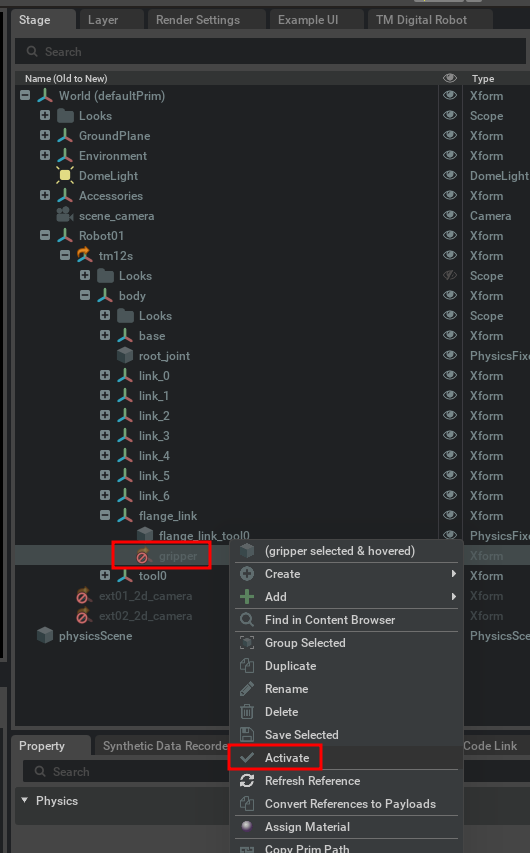 Stage Layer Render Settings Example UI TM Digital Robot
Search
Name (Old to New) Type
World (defaultPrim) Xform
Looks Scope
GroundPlane Xform
Environment Xform
DomeLight DomeLight
Accessories Xform
scene_camera Camera
Robot01 Xform
tm12s Xform
Looks Scope
body Xform
Looks Scope
base Xform
root_joint PhysicsFixe
link_0 Xform
link_1 Xform
link_2 Xform
link_3 Xform
link_4 Xform
link_5 Xform
link_6 Xform
flange_link Xform
flange_link_tool0 PhysicsFixe
gripper Xform
tool0 Xform
ext01_2d_camera Xform
ext02_2d_camera Xform
physicsScene PhysicsSce
(gripper selected & hovered)
Create
Add
Find in Content Browser
Group Selected
Duplicate
Rename
Delete
Save Selected
Activate
Refresh Reference
Convert References to Payloads
Assign Material
Copy Prim Path
Property Synthetic Data Recorde Code Link
Search
Physics